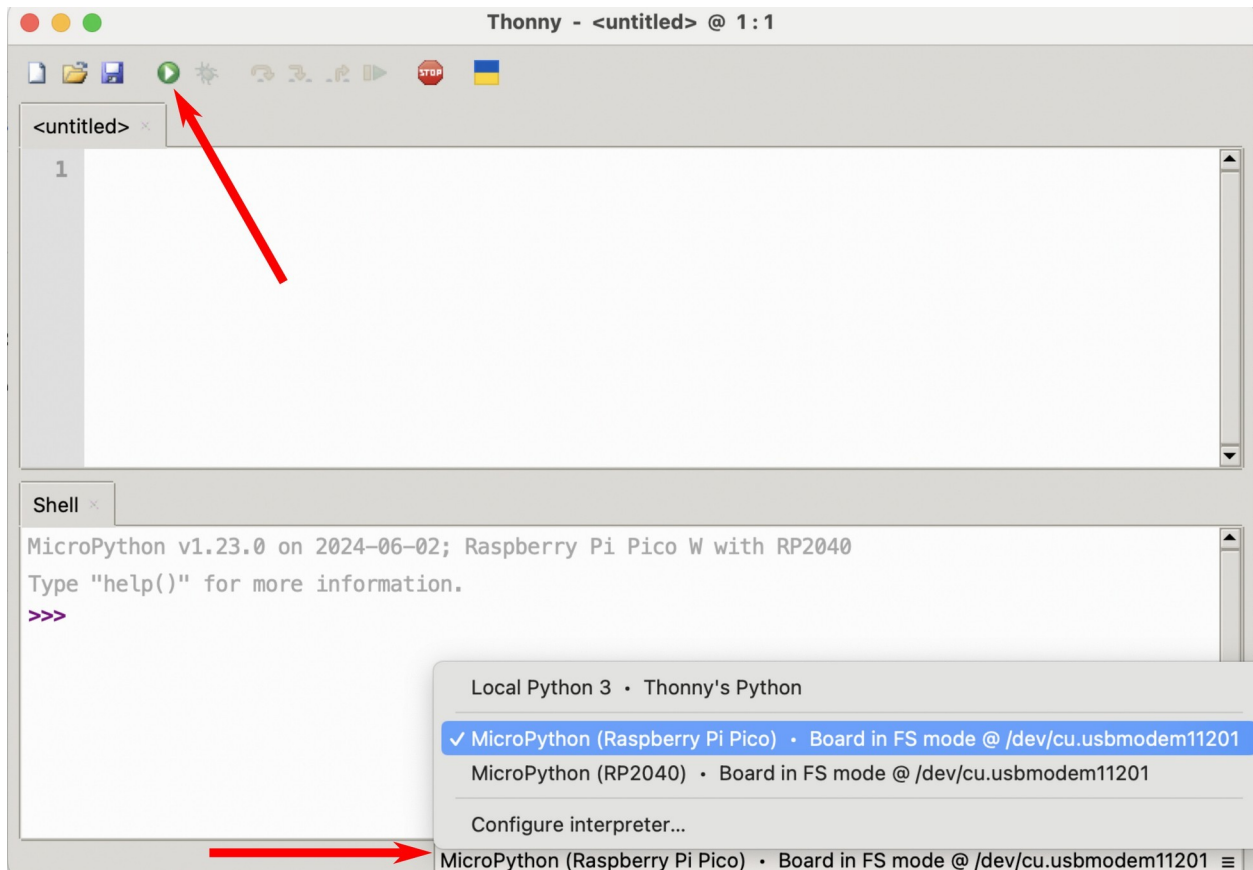 Thonny - <untitled> @ 1:1
STOP
<untitled> ×
1
Shell ×
MicroPython v1.23.0 on 2024-06-02; Raspberry Pi Pico W with RP2040
Type "help()" for more information.
>>>
Local Python 3 • Thonny's Python
✓ MicroPython (Raspberry Pi Pico) • Board in FS mode @ /dev/cu.usbmodem11201
MicroPython (RP2040) • Board in FS mode @ /dev/cu.usbmodem11201
Configure interpreter...
MicroPython (Raspberry Pi Pico) • Board in FS mode @ /dev/cu.usbmodem11201 ≡